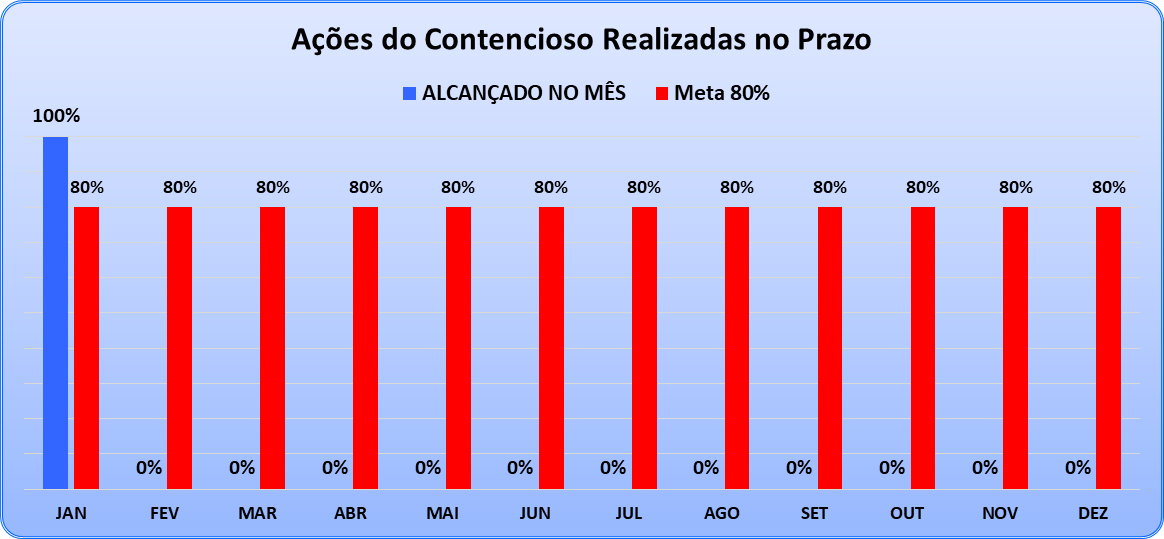 Ações do Contencioso Realizadas no Prazo
ALCANÇADO NO MÊS Meta 80%
100%
80% 80% 80% 80% 80% 80% 80% 80% 80% 80% 80% 80%
0% 0% 0% 0% 0% 0% 0% 0% 0% 0% 0%
JAN FEV MAR ABR MAI JUN JUL AGO SET OUT NOV DEZ